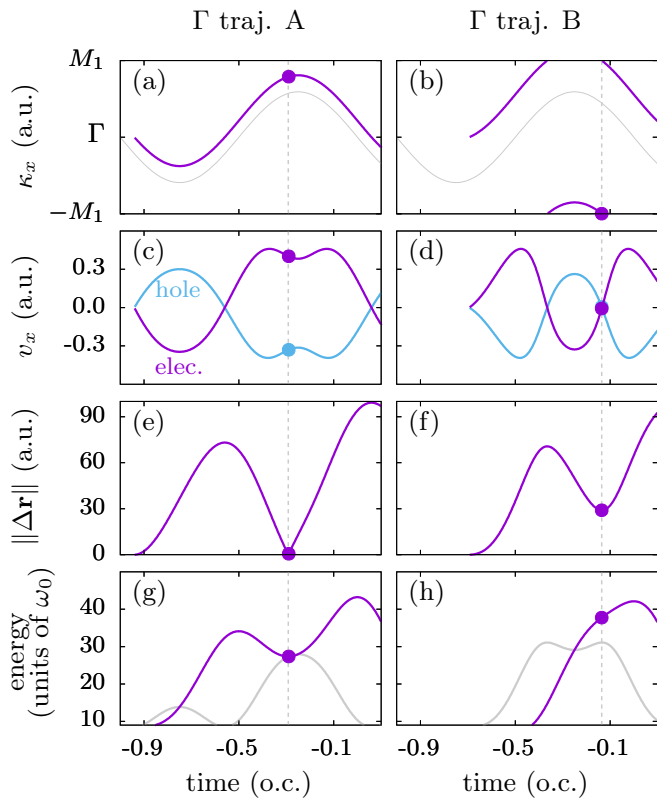 Γ traj. A
Γ traj. B
κₓ (a.u.)
M₁
Γ
−M₁
(a)
(b)
vₓ (a.u.)
0.3
0.0
-0.3
(c)
hole
elec.
(d)
‖Δr‖ (a.u.)
90
60
30
0
(e)
(f)
energy
(units of ω₀)
40
30
20
10
(g)
(h)
-0.9 -0.5 -0.1
-0.9 -0.5 -0.1
time (o.c.)
time (o.c.)